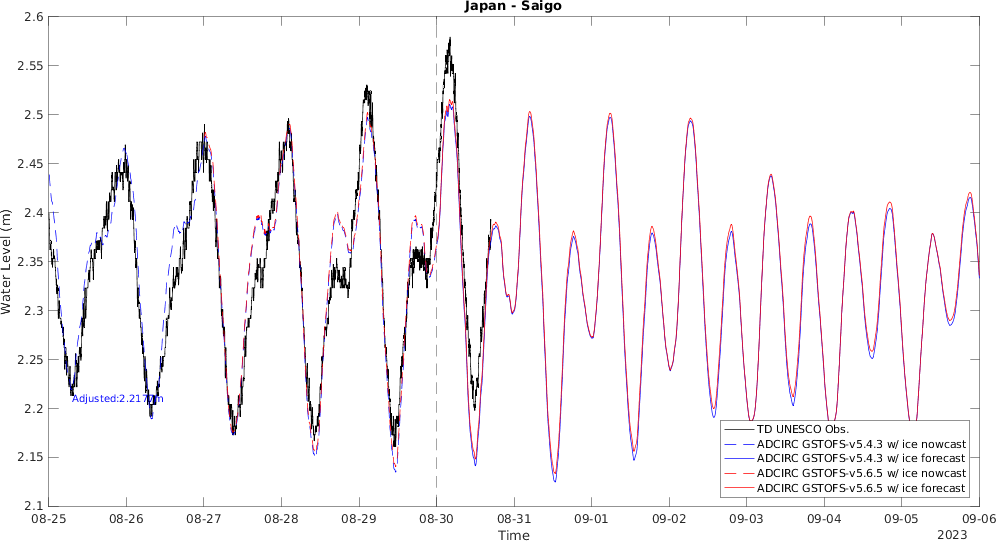 Japan - Saigo
Water Level (m)
2.6
2.55
2.5
2.45
2.4
2.35
2.3
2.25
2.2
2.15
2.1
Adjusted:2.2177m
TD UNESCO Obs.
ADCIRC GSTOFS-v5.4.3 w/ ice nowcast
ADCIRC GSTOFS-v5.4.3 w/ ice forecast
ADCIRC GSTOFS-v5.6.5 w/ ice nowcast
ADCIRC GSTOFS-v5.6.5 w/ ice forecast
08-25 08-26 08-27 08-28 08-29 08-30 08-31 09-01 09-02 09-03 09-04 09-05 09-06
Time
2023